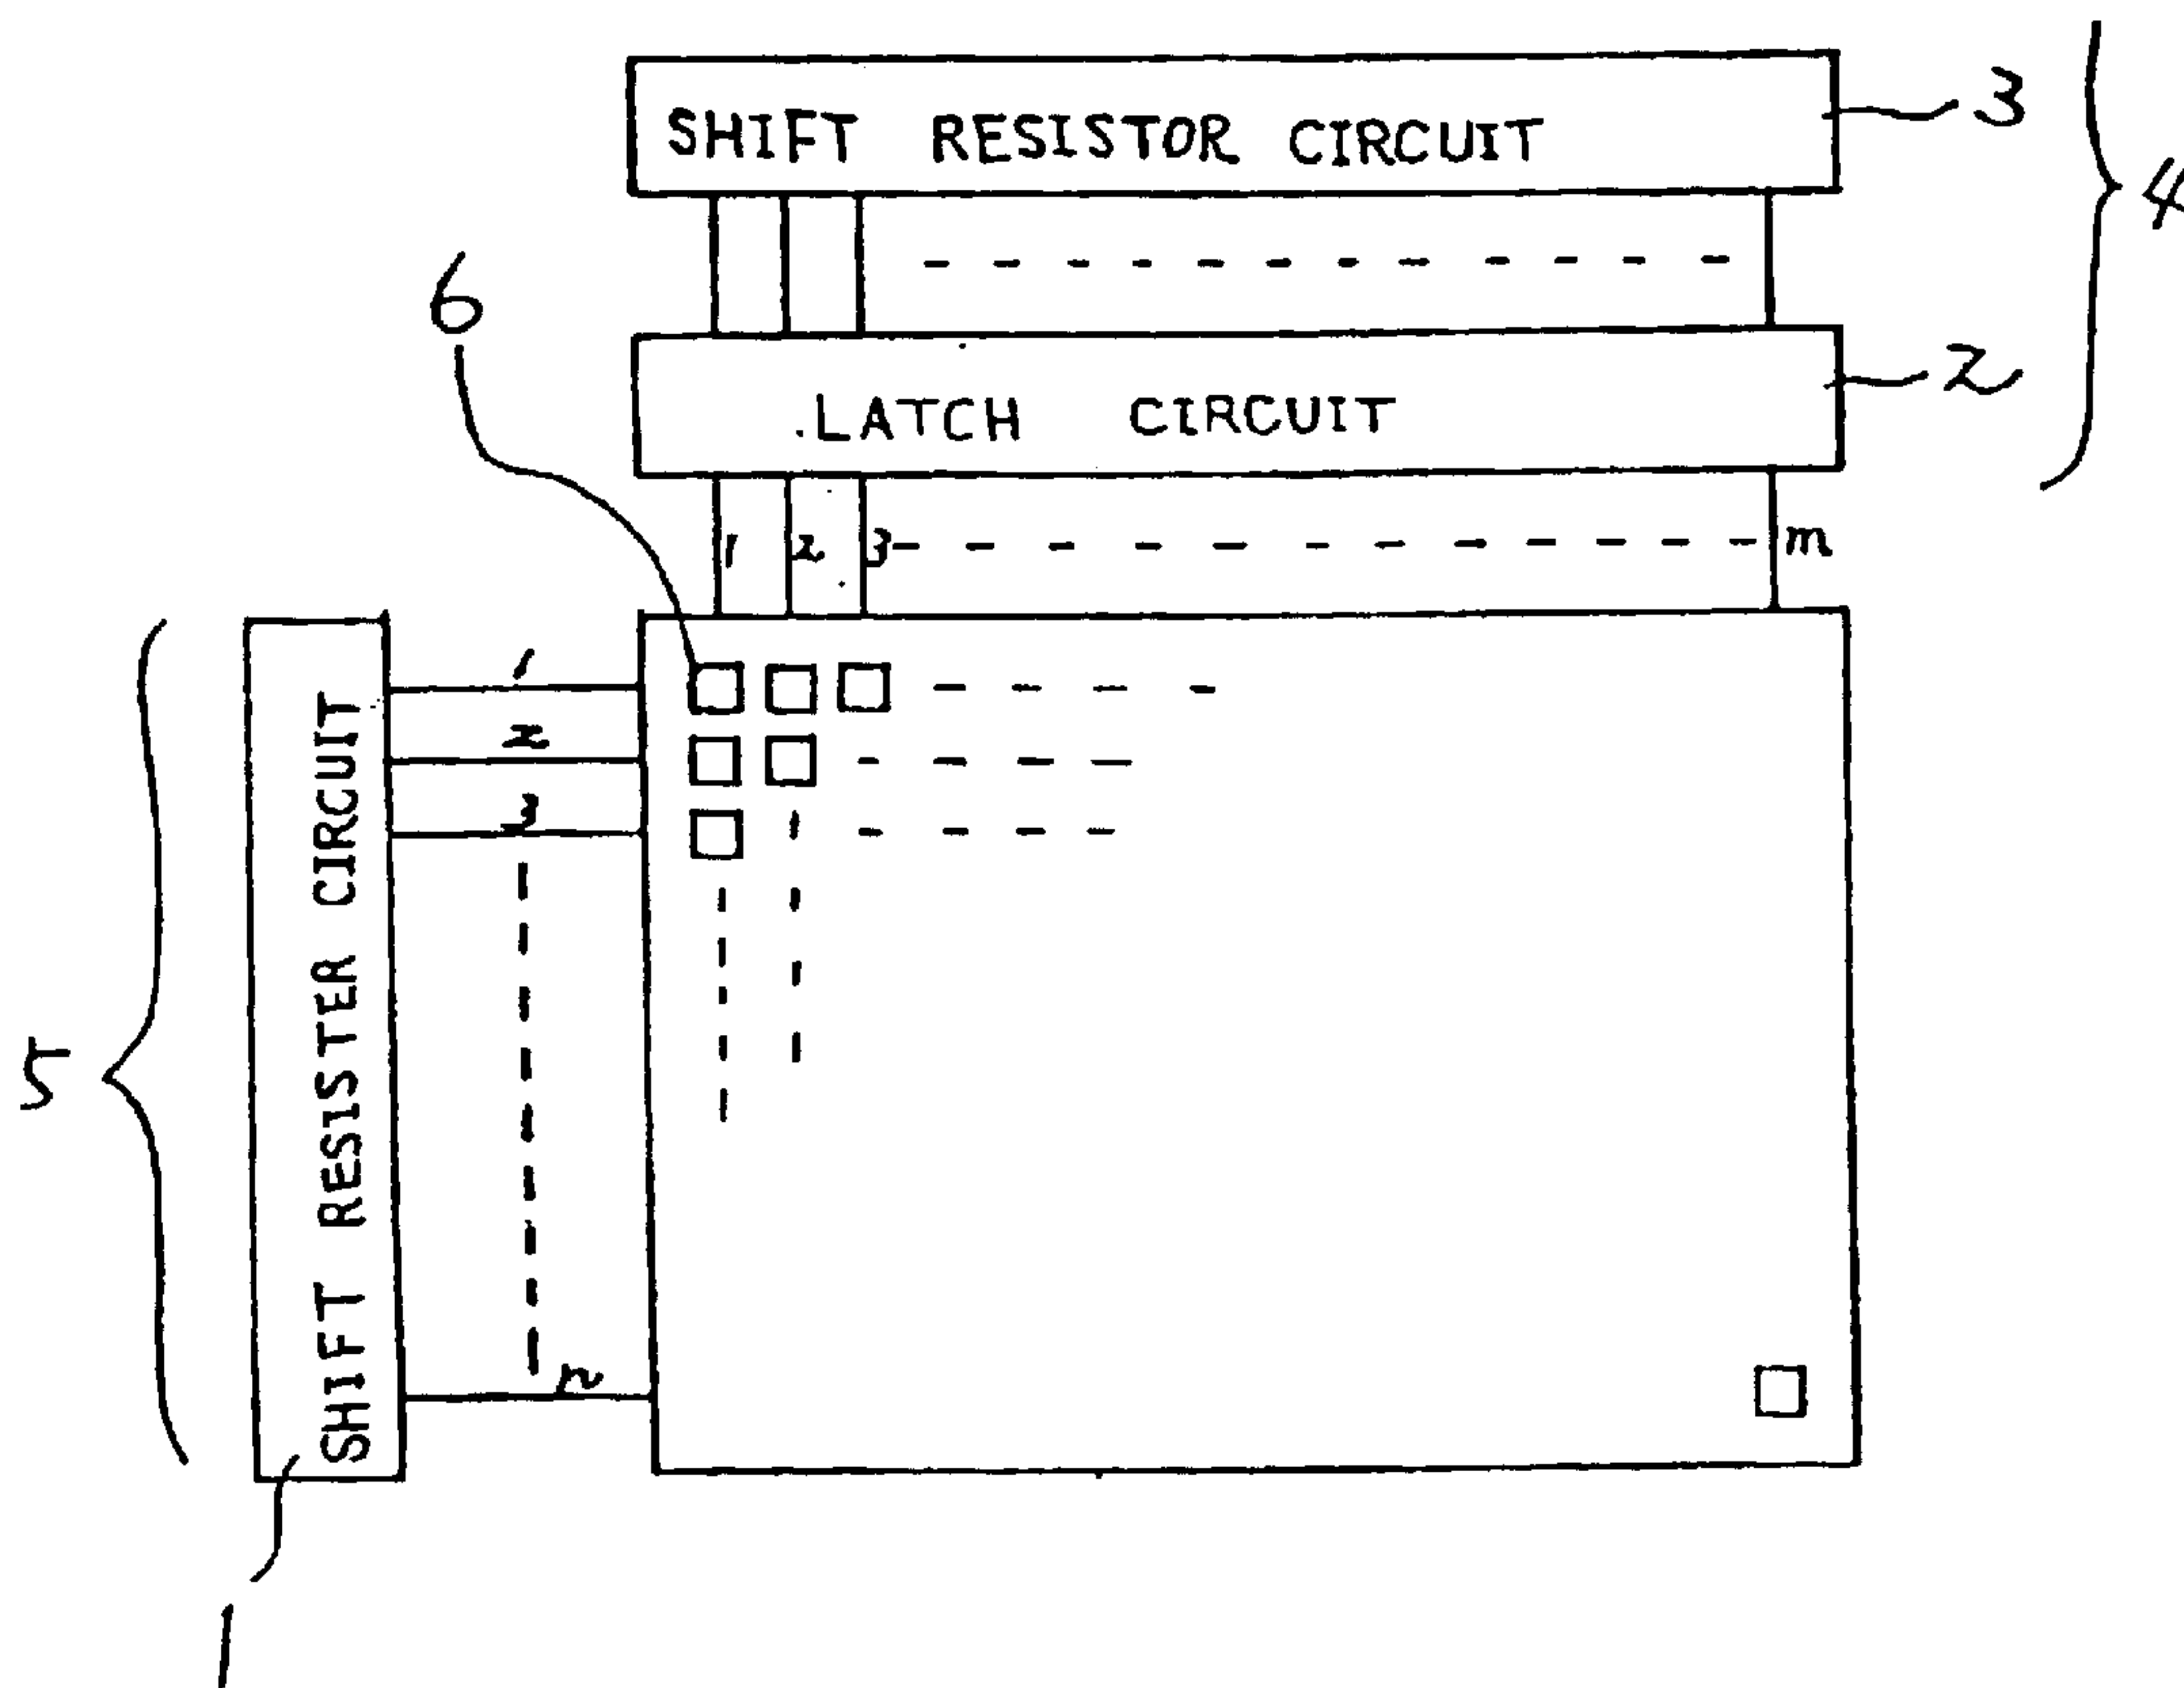 SHIFT RESISTOR CIRCUIT
3
4
6
.LATCH CIRCUIT
2
1 2 3 m
1
2
3
n
SHIFT RESISTER CIRCUIT
5
1